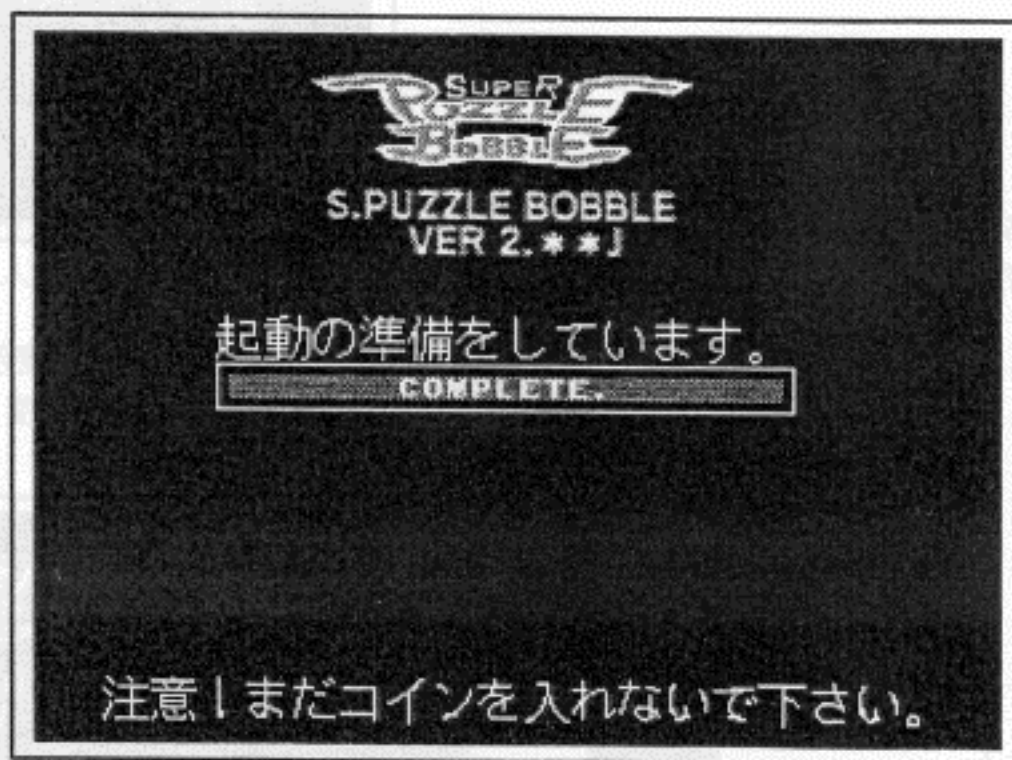 SUPER
PUZZLE
BOBBLE
S.PUZZLE BOBBLE
VER 2.**J
起動の準備をしています。
COMPLETE.
注意！まだコインを入れないで下さい。